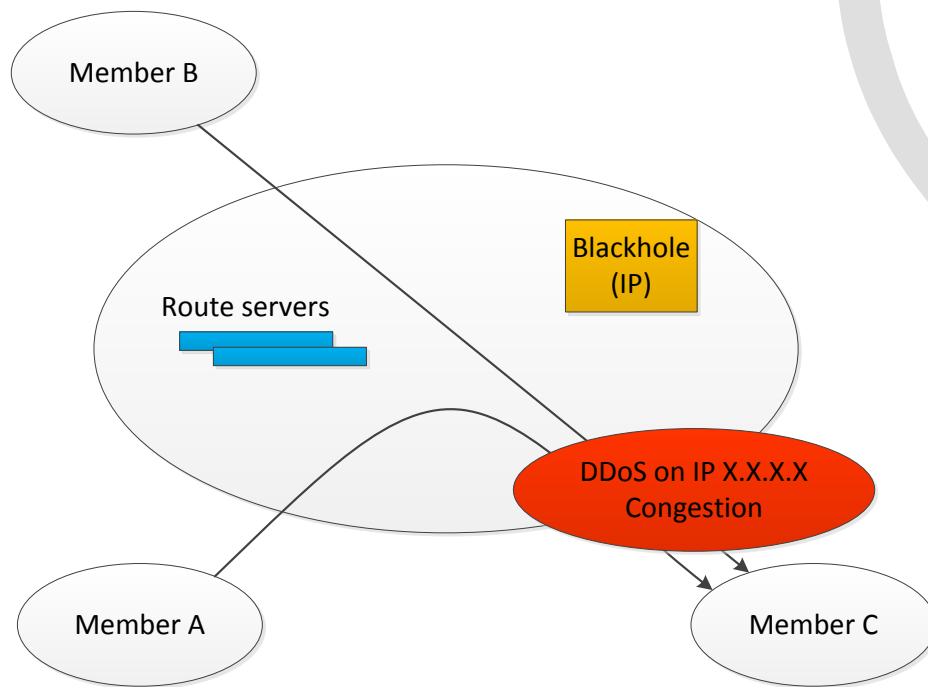 Member B
Blackhole
(IP)
Route servers
DDoS on IP X.X.X.X
Congestion
Member A
Member C